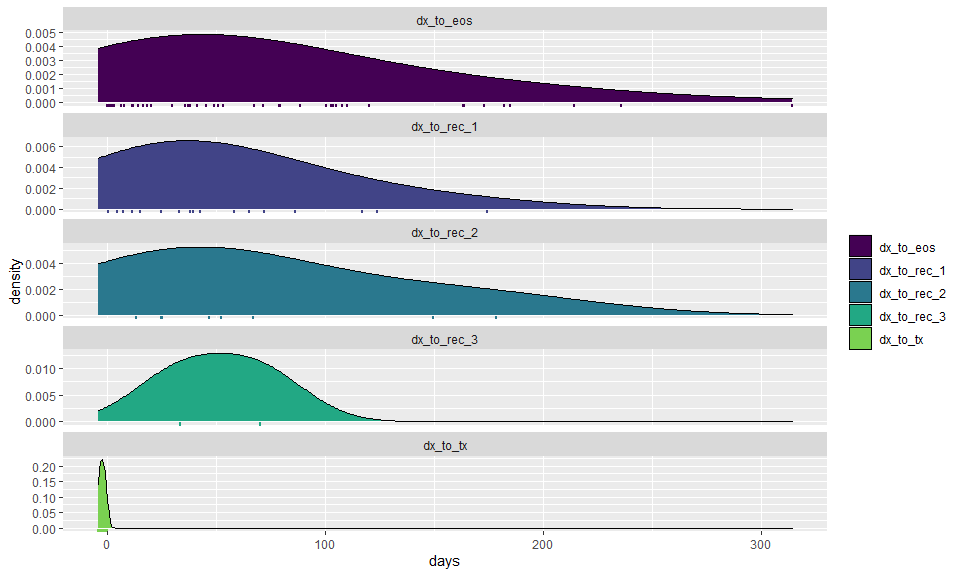 dx_to_eos
0.005
0.004
0.003
0.002
0.001
0.000
dx_to_rec_1
0.006
0.004
0.002
0.000
dx_to_rec_2
0.004
0.002
0.000
dx_to_rec_3
0.010
0.005
0.000
dx_to_tx
0.20
0.15
0.10
0.05
0.00
0 100 200 300
days
density
dx_to_eos
dx_to_rec_1
dx_to_rec_2
dx_to_rec_3
dx_to_tx